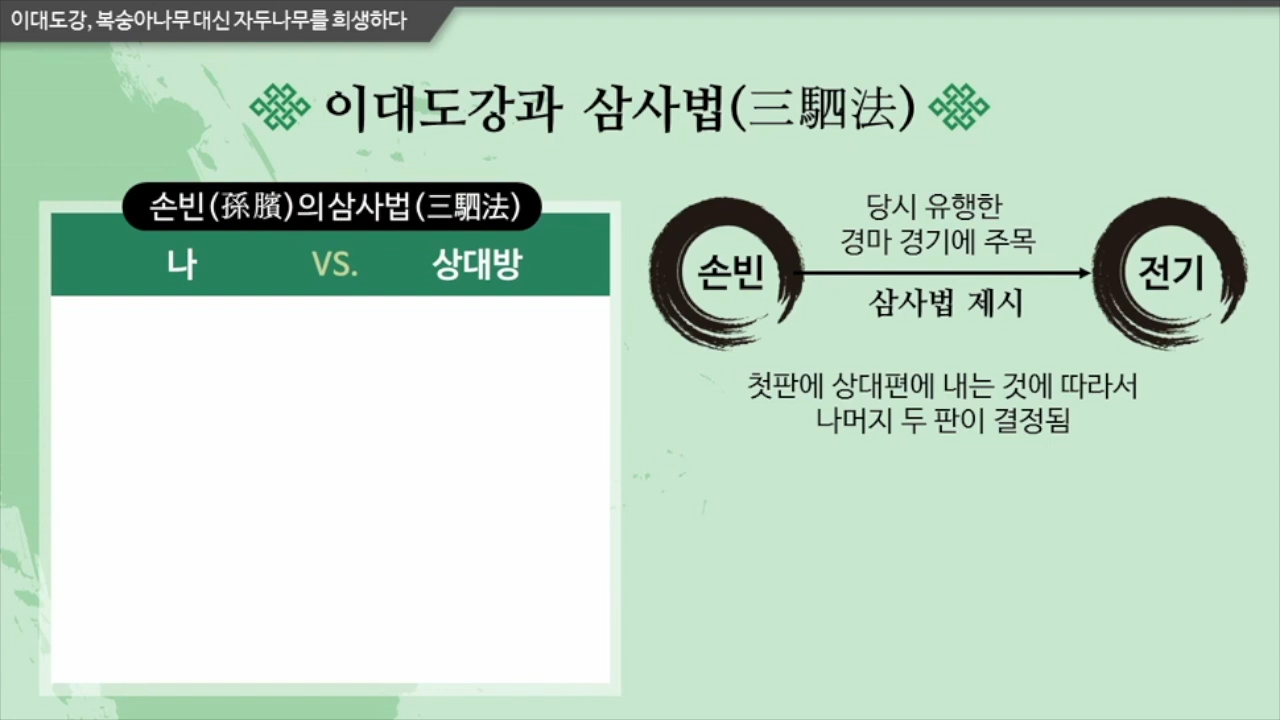 이대도강, 복숭아나무 대신 자두나무를 희생하다
이대도강과 삼사법(三駟法)
손빈(孫臏)의 삼사법(三駟法)
나 VS. 상대방
손빈
당시 유행한
경마 경기에 주목
삼사법 제시
전기
첫판에 상대편에 내는 것에 따라서
나머지 두 판이 결정됨